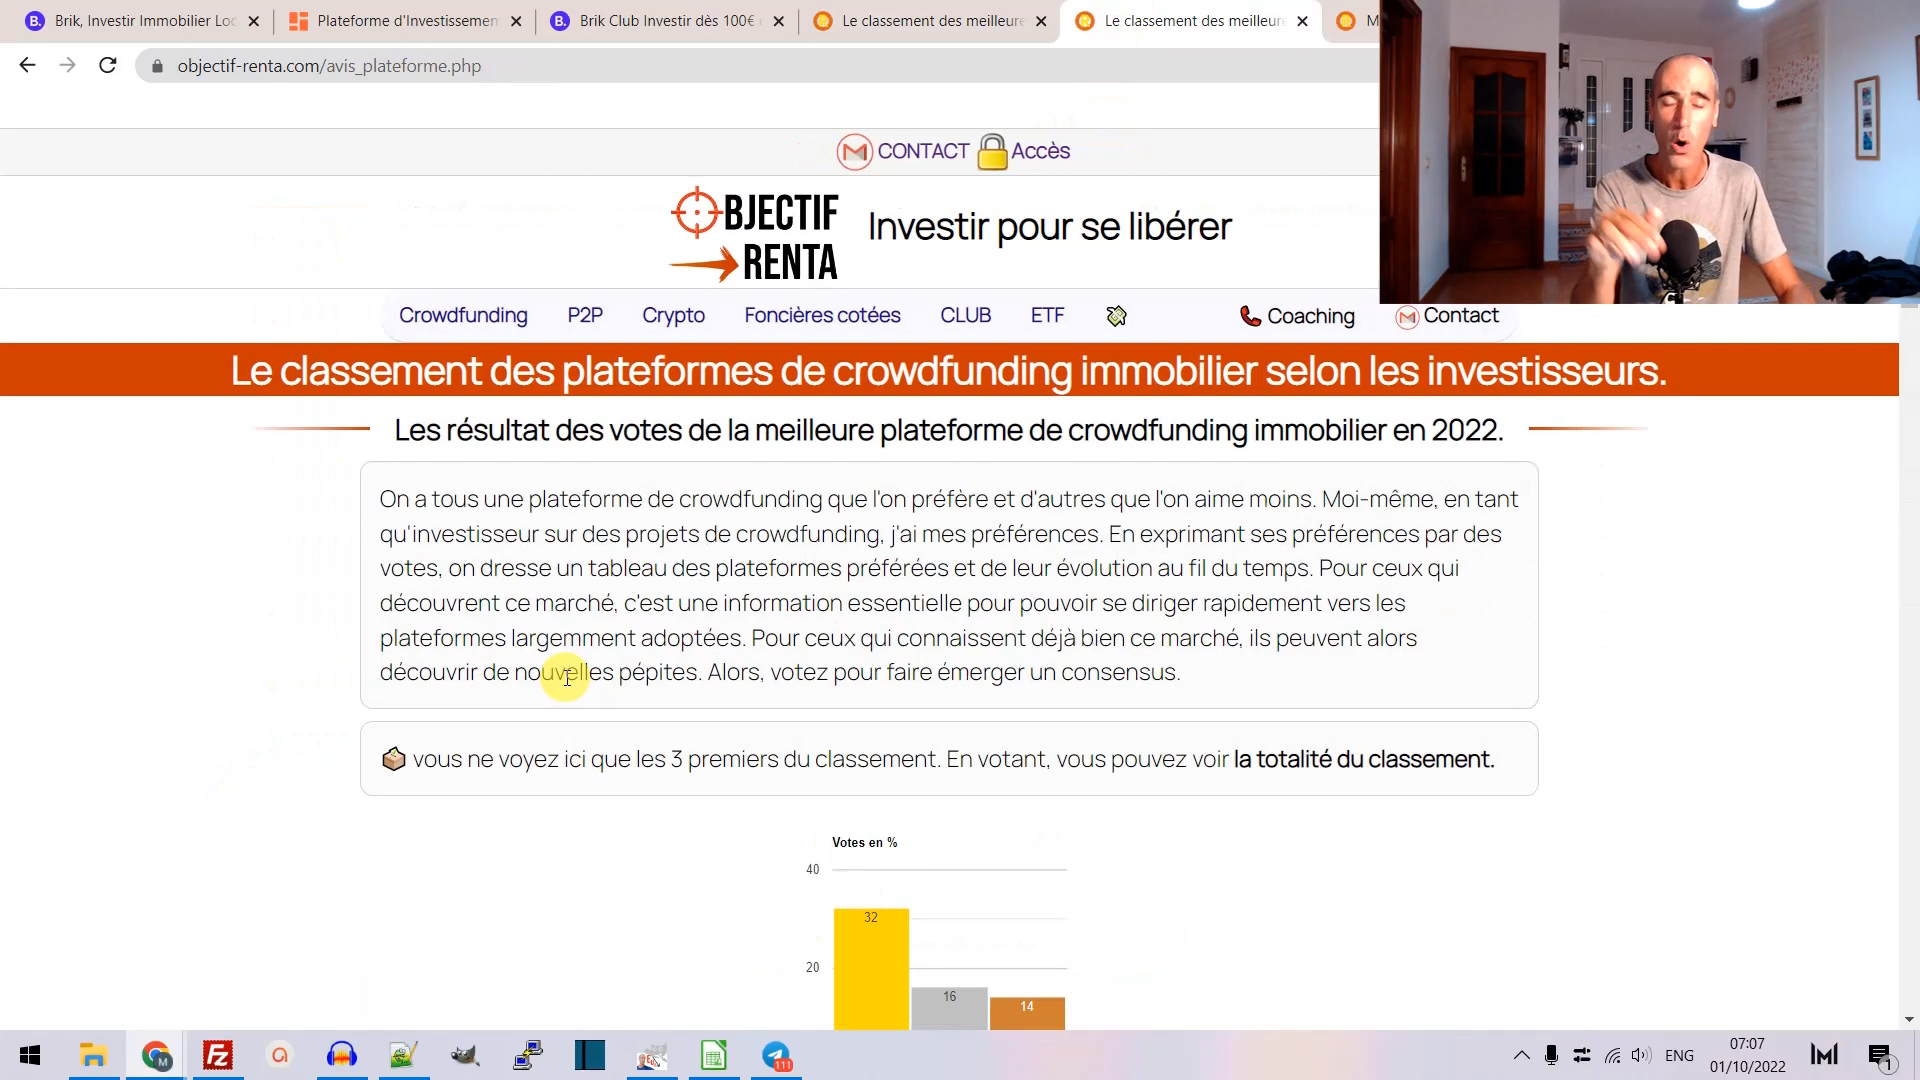 Brik, Investir Immobilier Loc
Plateforme d'Investissemen
Brik Club Investir dès 100€
Le classement des meilleure
Le classement des meilleure
M
objectif-renta.com/avis_plateforme.php
CONTACT Accès
OBJECTIF
RENTA
Investir pour se libérer
Crowdfunding P2P Crypto Foncières cotées CLUB ETF Coaching Contact
Le classement des plateformes de crowdfunding immobilier selon les investisseurs.
Les résultat des votes de la meilleure plateforme de crowdfunding immobilier en 2022.
On a tous une plateforme de crowdfunding que l'on préfère et d'autres que l'on aime moins. Moi-même, en tant
qu'investisseur sur des projets de crowdfunding, j'ai mes préférences. En exprimant ses préférences par des
votes, on dresse un tableau des plateformes préférées et de leur évolution au fil du temps. Pour ceux qui
découvrent ce marché, c'est une information essentielle pour pouvoir se diriger rapidement vers les
plateformes largemment adoptées. Pour ceux qui connaissent déjà bien ce marché, ils peuvent alors
découvrir de nouvelles pépites. Alors, votez pour faire émerger un consensus.
vous ne voyez ici que les 3 premiers du classement. En votant, vous pouvez voir la totalité du classement.
Votes en %
40
32
20
16
14
ENG
07:07
01/10/2022
111
1